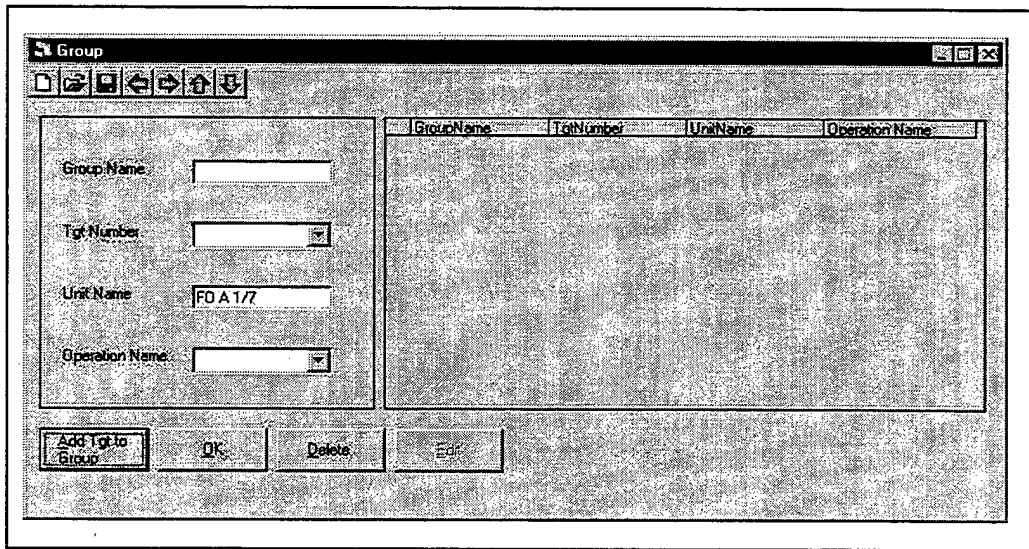 Group
GroupName TgtNumber UnitName Operation Name
Group Name
Tgt Number
Unit Name FO A 1/7
Operation Name
Add Tgt to Group OK Delete Edit